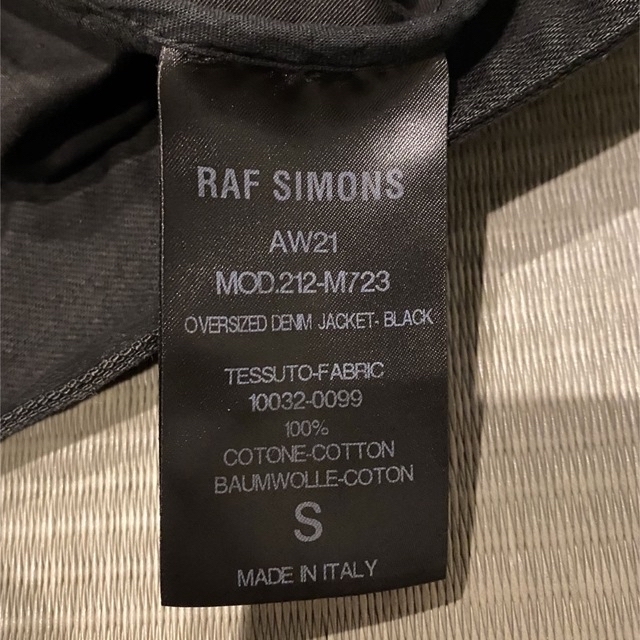 RAF SIMONS
AW21
MOD.212-M723
OVERSIZED DENIM JACKET- BLACK
TESSUTO-FABRIC
10032-0099
100%
COTONE-COTTON
BAUMWOLLE-COTON
S
MADE IN ITALY